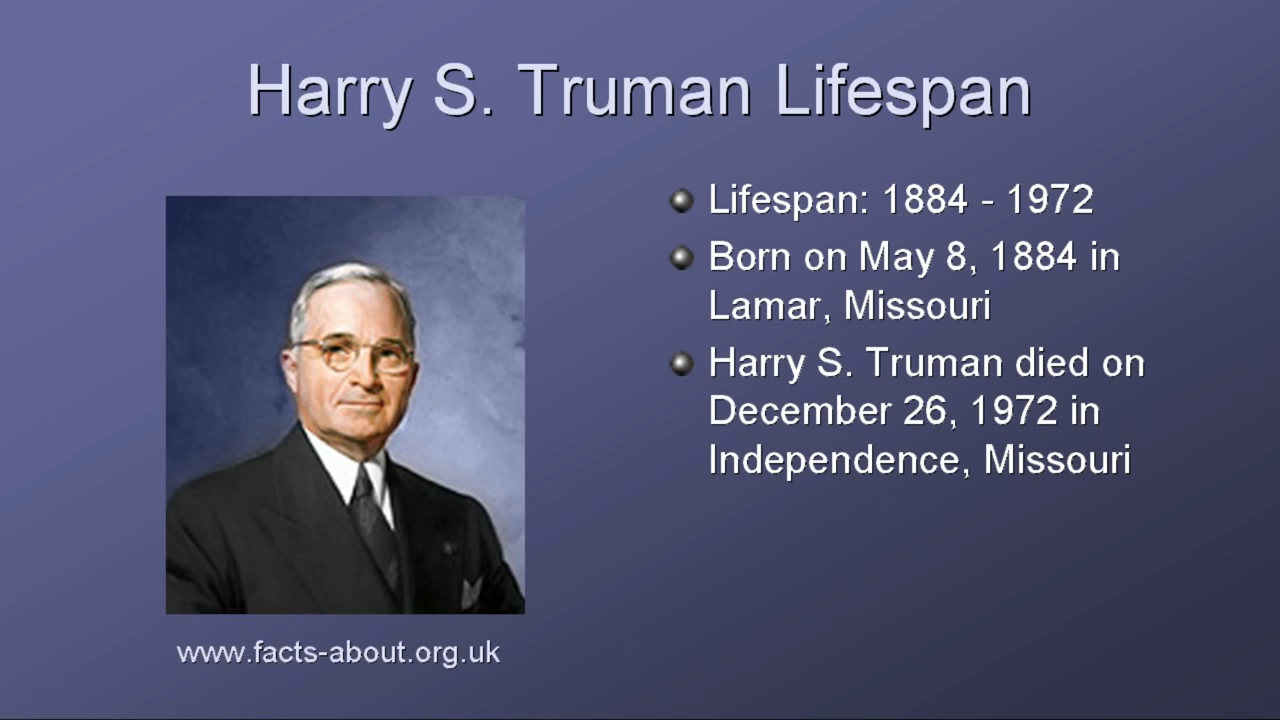 Harry S. Truman Lifespan
Lifespan: 1884 - 1972
Born on May 8, 1884 in
Lamar, Missouri
Harry S. Truman died on
December 26, 1972 in
Independence, Missouri
www.facts-about.org.uk